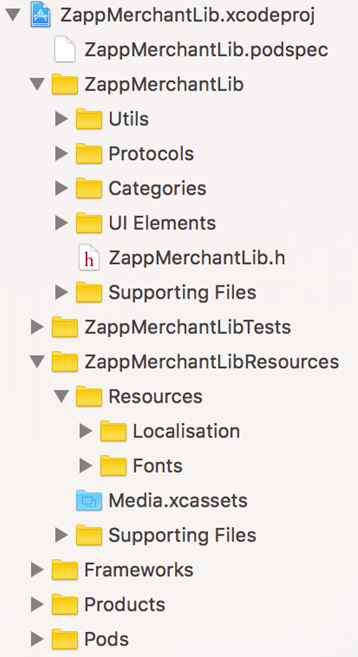 ZappMerchantLib.xcodeproj
ZappMerchantLib.podspec
ZappMerchantLib
Utils
Protocols
Categories
UI Elements
h ZappMerchantLib.h
Supporting Files
ZappMerchantLibTests
ZappMerchantLibResources
Resources
Localisation
Fonts
Media.xcassets
Supporting Files
Frameworks
Products
Pods